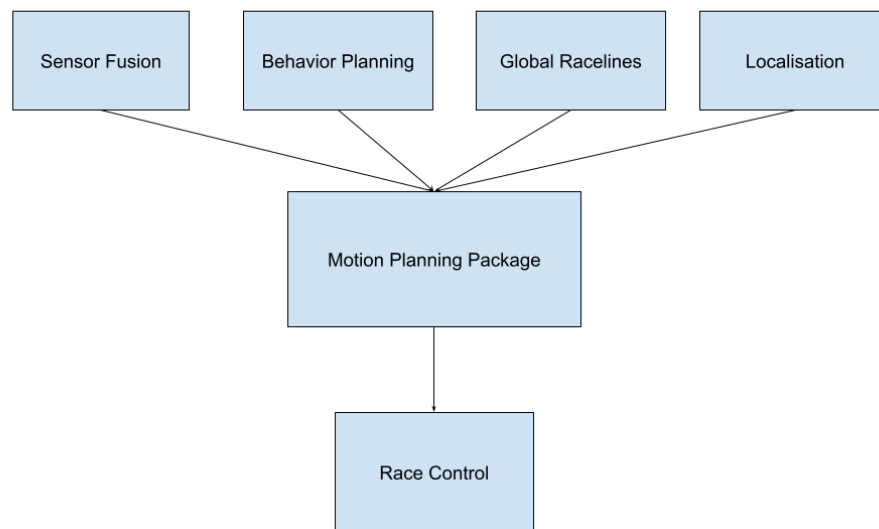 Sensor Fusion
Behavior Planning
Global Racelines
Localisation
Motion Planning Package
Race Control